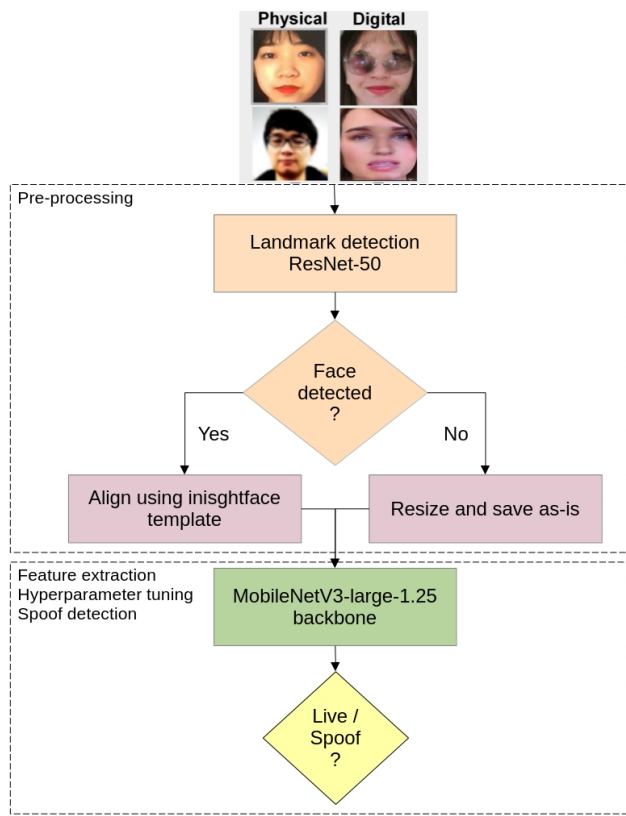 Physical Digital
Pre-processing
Landmark detection
ResNet-50
Face
detected
?
Yes
No
Align using inisghtface
template
Resize and save as-is
Feature extraction
Hyperparameter tuning
Spoof detection
MobileNetV3-large-1.25
backbone
Live /
Spoof
?